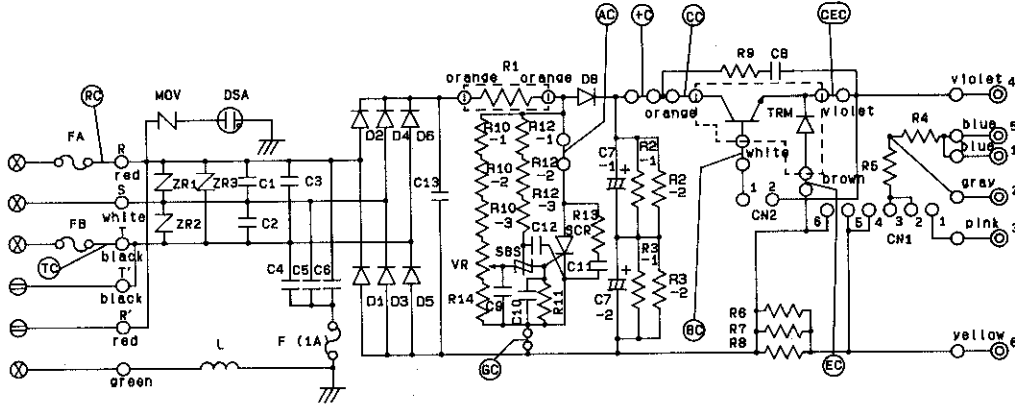 AC
+C
CC
CEC
R9
C8
R1
orange
orange
D8
violet
4
RC
MOV
DSA
orange
TRM
violet
R4
blue
5
FA
R
D2
D4
D6
R10
-1
R12
-1
blue
1
red
white
R5
S
ZR1
ZR3
C1
C3
C13
R10
-2
R12
-2
C7
-1
+
R2
-1
R2
-2
brown
gray
2
white
1
2
CN2
FB
ZR2
C2
R10
-3
R12
-3
R13
SCR
6
5
4
3
2
1
CN1
pink
3
T
black
TC
C12
T'
VR
SBS
C11
R3
-1
R3
-2
black
C4
C5
C6
D1
D3
D5
R14
C9
C10
R11
+
C7
-2
BC
R'
R6
red
F (1A)
R7
R8
yellow
6
L
GC
EC
green